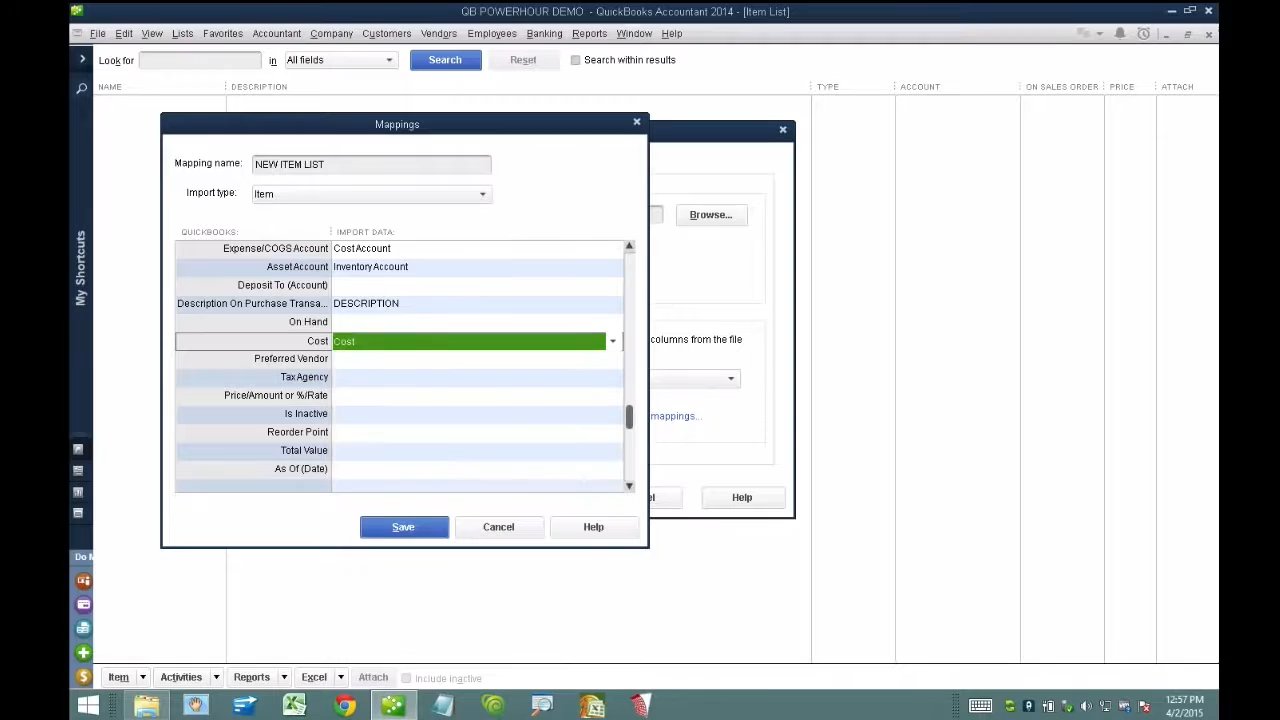 QB POWERHOUR DEMO - QuickBooks Accountant 2014 - [Item List]
File Edit View Lists Favorites Accountant Company Customers Vendors Employees Banking Reports Window Help
Look for in All fields Search Reset Search within results
NAME DESCRIPTION TYPE ACCOUNT ON SALES ORDER PRICE ATTACH
My Shortcuts
Do M
Mappings
Mapping name: NEW ITEM LIST
Import type: Item
QUICKBOOKS: IMPORT DATA:
Expense/COGS Account CostAccount
Asset Account InventoryAccount
Deposit To (Account)
Description On Purchase Transa... DESCRIPTION
On Hand
Cost Cost
Preferred Vendor
Tax Agency
Price/Amount or %/Rate
Is Inactive
Reorder Point
Total Value
As Of (Date)
Save Cancel Help
Browse...
columns from the file
mappings...
el Help
Item Activities Reports Excel Attach Include inactive
12:57 PM
4/2/2015